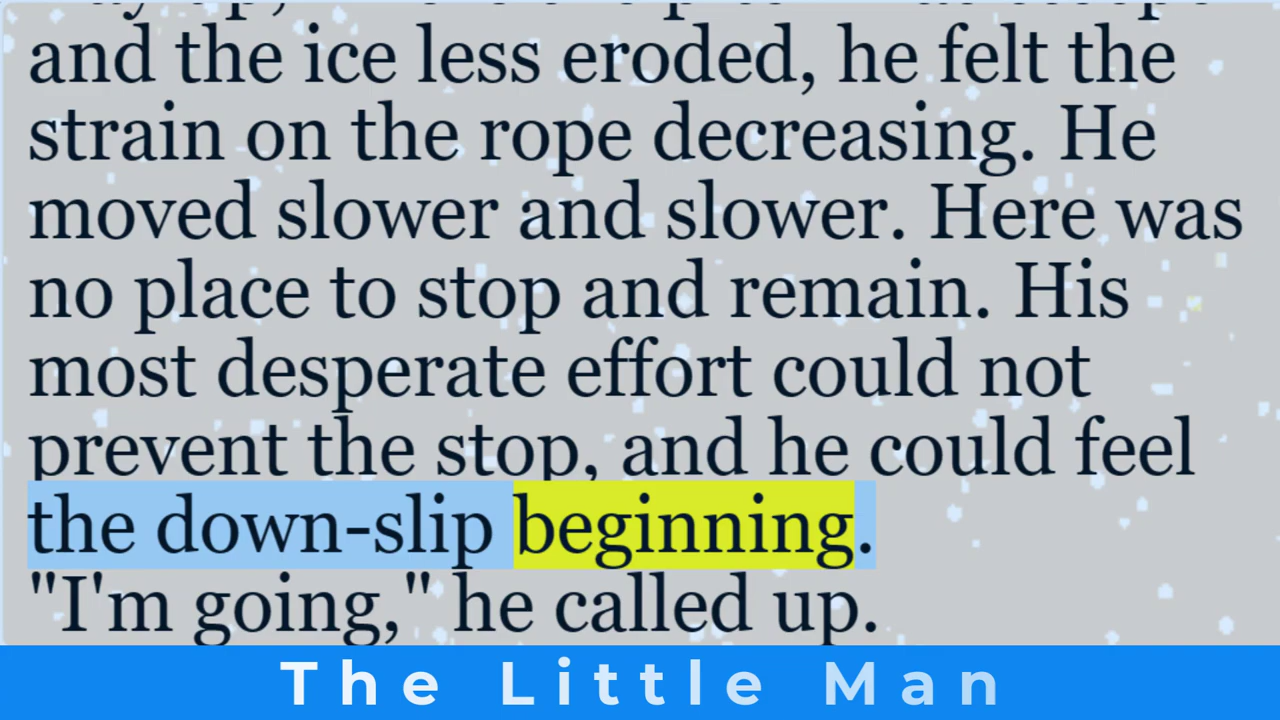 and the ice less eroded, he felt the
strain on the rope decreasing. He
moved slower and slower. Here was
no place to stop and remain. His
most desperate effort could not
prevent the stop, and he could feel
the down-slip beginning.
"I'm going," he called up.
The Little Man